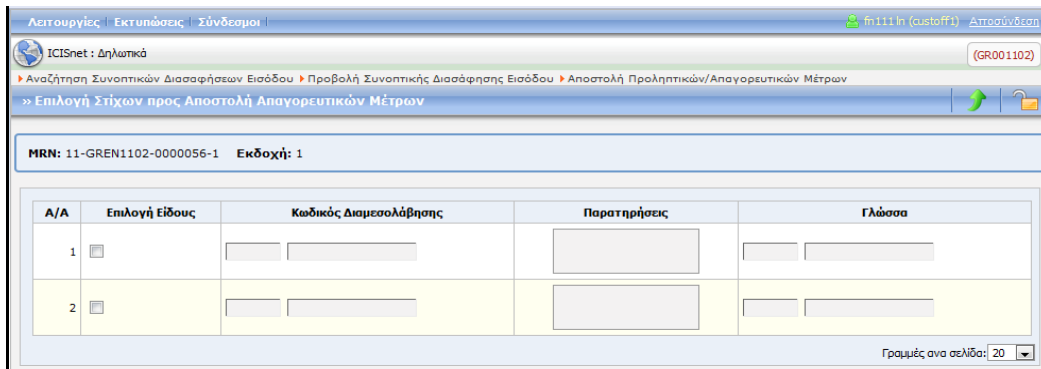 Λειτουργίες | Εκτυπώσεις | Σύνδεσμοι | fn111 ln (custoff1) Αποσύνδεση
ICISnet : Δηλωτικά (GR001102)
Αναζήτηση Συνοπτικών Διασαφήσεων Εισόδου Προβολή Συνοπτικής Διασάφησης Εισόδου Αποστολή Προληπτικών/Απαγορευτικών Μέτρων
» Επιλογή Στίχων προς Αποστολή Απαγορευτικών Μέτρων
MRN: 11-GREN1102-0000056-1 Εκδοχή: 1
Α/Α Επιλογή Είδους Κωδικός Διαμεσολάβησης Παρατηρήσεις Γλώσσα
1
2
Γραμμές ανα σελίδα: 20